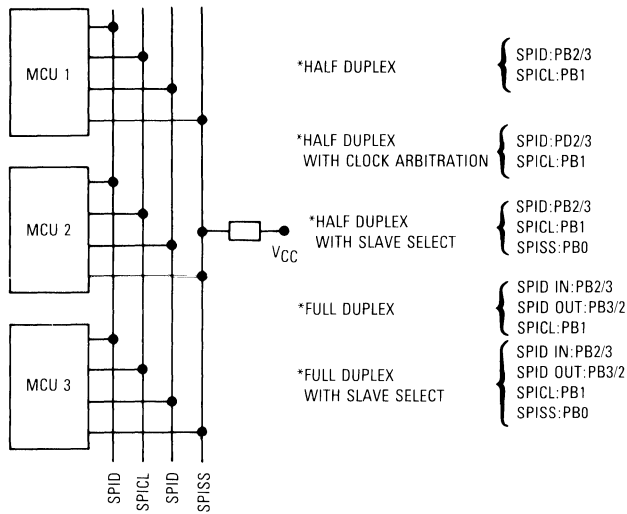 MCU 1
MCU 2
MCU 3
VCC
SPID
SPICL
SPID
SPISS
*HALF DUPLEX
SPID:PB2/3
SPICL:PB1
*HALF DUPLEX
WITH CLOCK ARBITRATION
SPID:PD2/3
SPICL:PB1
*HALF DUPLEX
WITH SLAVE SELECT
SPID:PB2/3
SPICL:PB1
SPISS:PB0
*FULL DUPLEX
SPID IN:PB2/3
SPID OUT:PB3/2
SPICL:PB1
*FULL DUPLEX
WITH SLAVE SELECT
SPID IN:PB2/3
SPID OUT:PB3/2
SPICL:PB1
SPISS:PB0